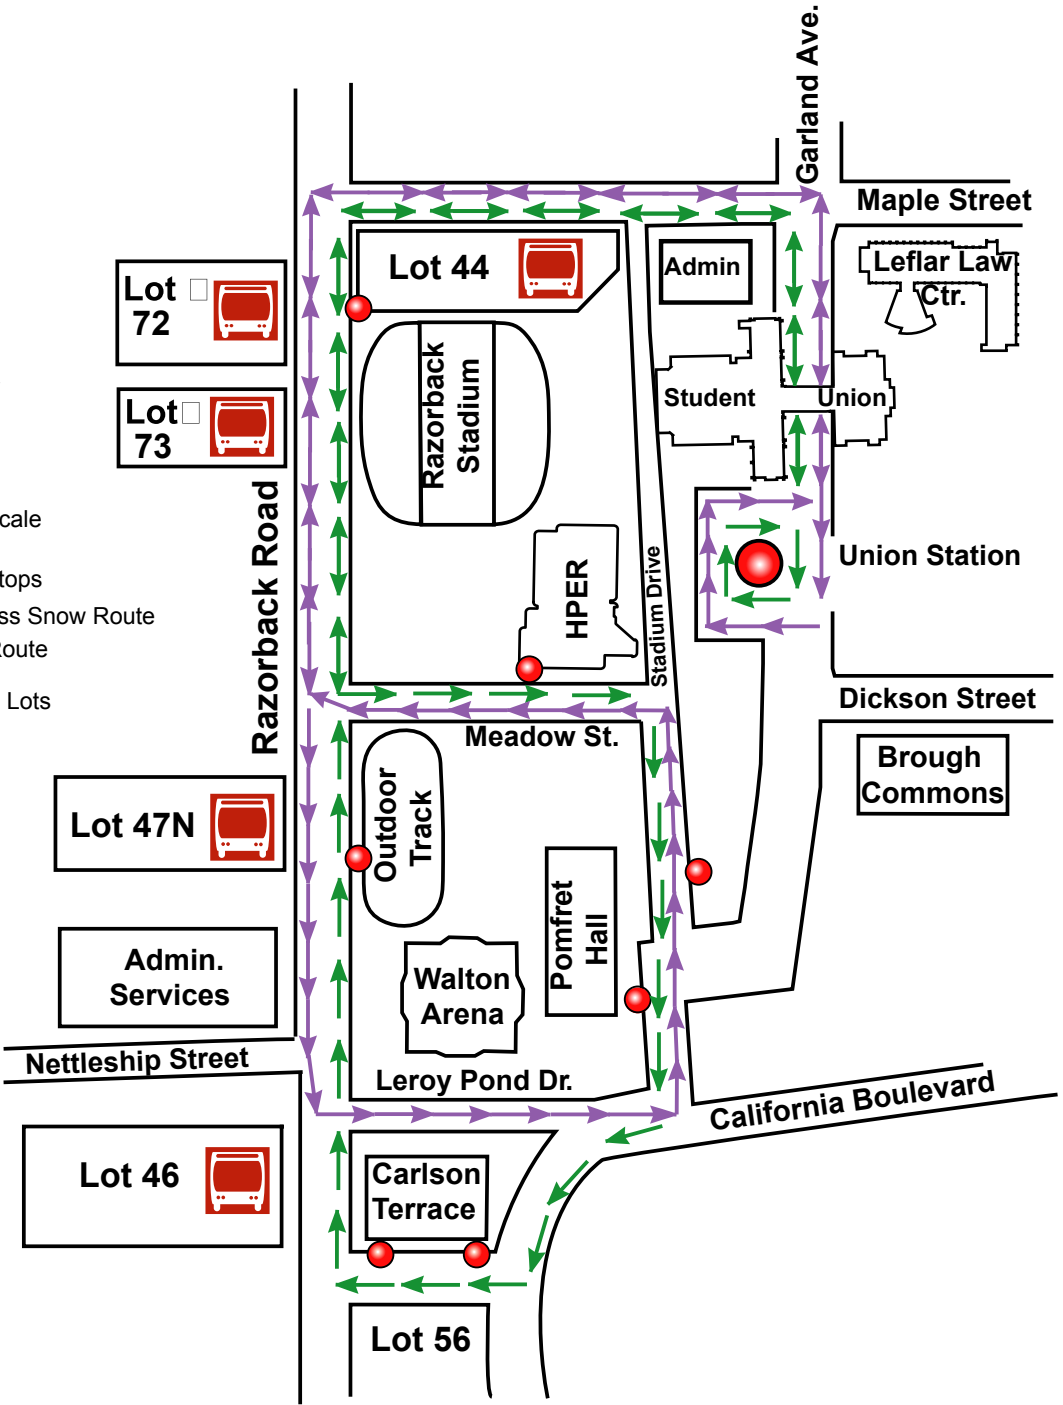 Garland Ave.
Maple Street
Lot 44
Admin
Leflar Law
Ctr.
Lot
72
Razorback
Stadium
Student
Union
Lot
73
Razorback Road
cale
tops
ss Snow Route
oute
Lots
HPER
Stadium Drive
Union Station
Dickson Street
Meadow St.
Brough
Commons
Lot 47N
Outdoor
Track
Pomfret
Hall
Admin.
Services
Walton
Arena
Nettleship Street
Leroy Pond Dr.
California Boulevard
Lot 46
Carlson
Terrace
Lot 56